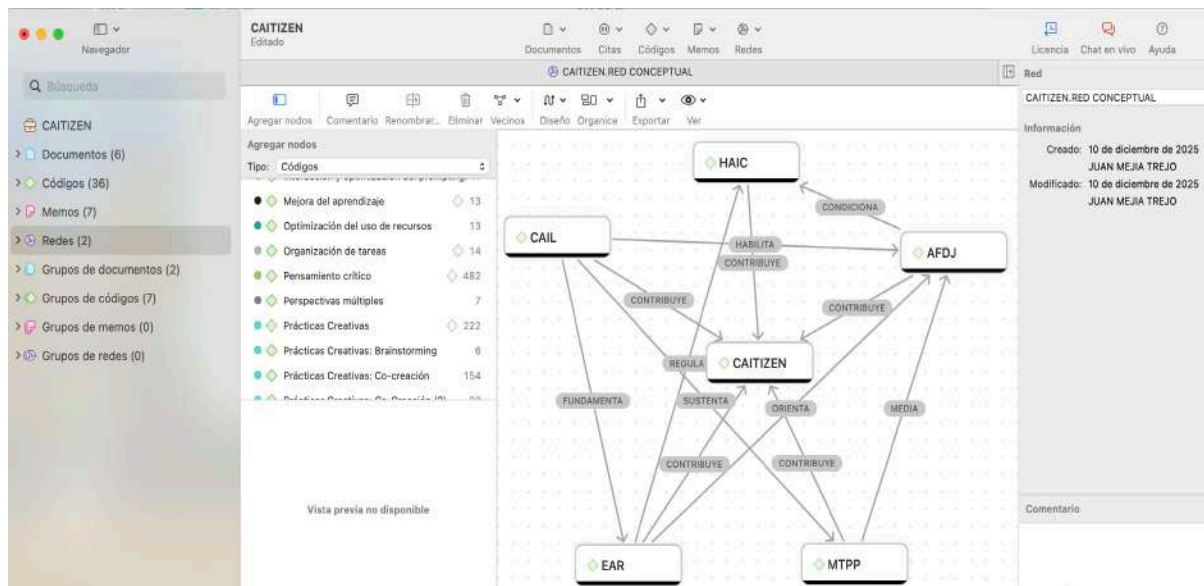 CAITIZEN
Editado
Navegador
Documentos
Citas
Códigos
Memos
Redes
Licencia
Chat en vivo
Ayuda
CAITIZEN.RED CONCEPTUAL
Red
Búsqueda
CAITIZEN
Documentos (6)
Códigos (36)
Memos (7)
Redes (2)
Grupos de documentos (2)
Grupos de códigos (7)
Grupos de memos (0)
Grupos de redes (0)
Agregar nodos
Comentario
Renombrar...
Eliminar
Vecinos
Diseño
Organice
Exportar
Ver
Agregar nodos
Tipo: Códigos
Mejora del aprendizaje 13
Optimización del uso de recursos 13
Organización de tareas 14
Pensamiento crítico 482
Perspectivas múltiples 7
Prácticas Creativas 222
Prácticas Creativas: Brainstorming 6
Prácticas Creativas: Co-creación 154
Vista previa no disponible
HAIC
CONDICIONA
CAIL
HABILITA
AFDJ
CONTRIBUYE
CONTRIBUYE
CONTRIBUYE
REGULA
CAITIZEN
FUNDAMENTA
SUSTENTA
ORIENTA
MEDIA
CONTRIBUYE
CONTRIBUYE
EAR
MTPP
CAITIZEN.RED CONCEPTUAL
Información
Creado: 10 de diciembre de 2025
JUAN MEJIA TREJO
Modificado: 10 de diciembre de 2025
JUAN MEJIA TREJO
Comentario